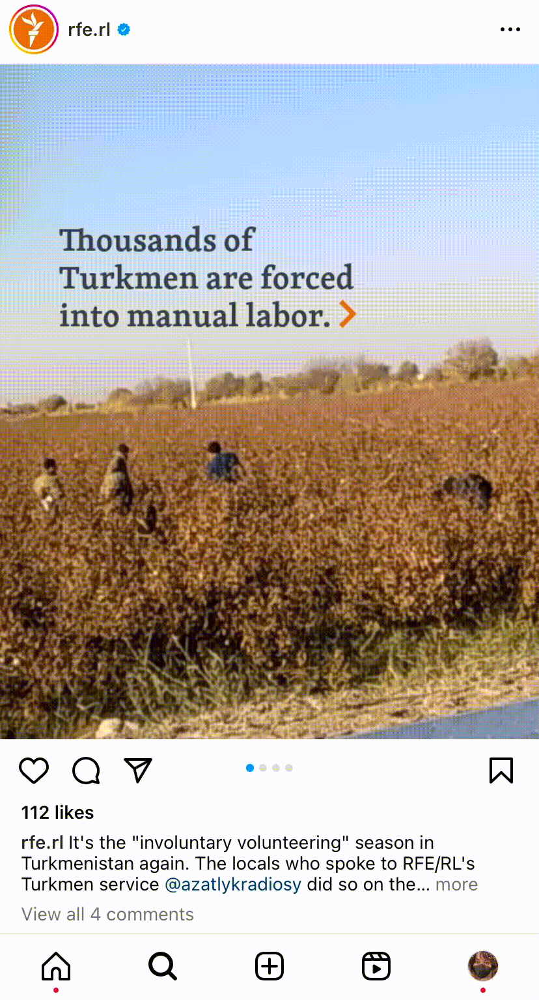 rfe.rl
Thousands of
Turkmen are forced
into manual labor.
112 likes
rfe.rl It's the "involuntary volunteering" season in
Turkmenistan again. The locals who spoke to RFE/RL's
Turkmen service @azatlykradiosy did so on the... more
View all 4 comments